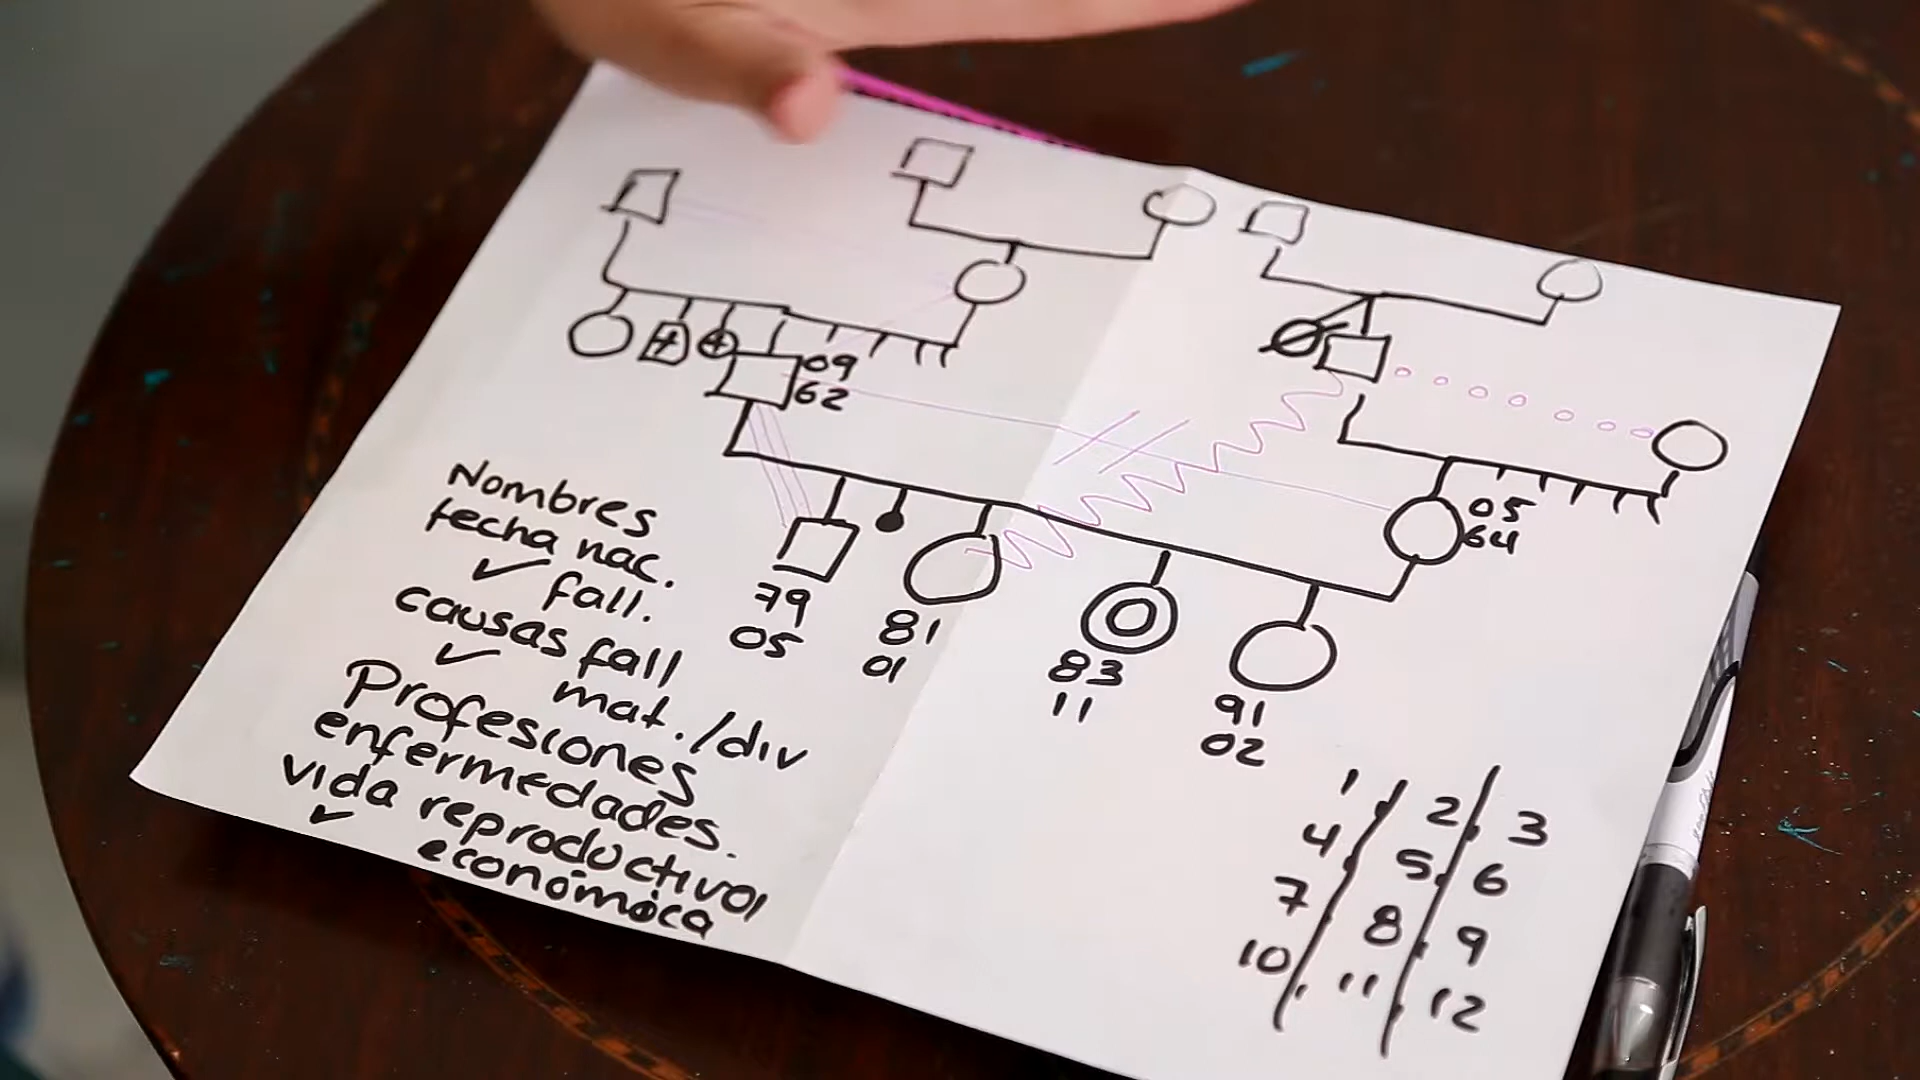 09
62
05
64
79
05
81
01
83
11
91
02
Nombres
fecha nac.
✓ fall.
causas fall
✓ mat./div
Profesiones
enfermedades.
vida reproductiva
✓ económica
1 2 3
4 5 6
7 8 9
10 11 12